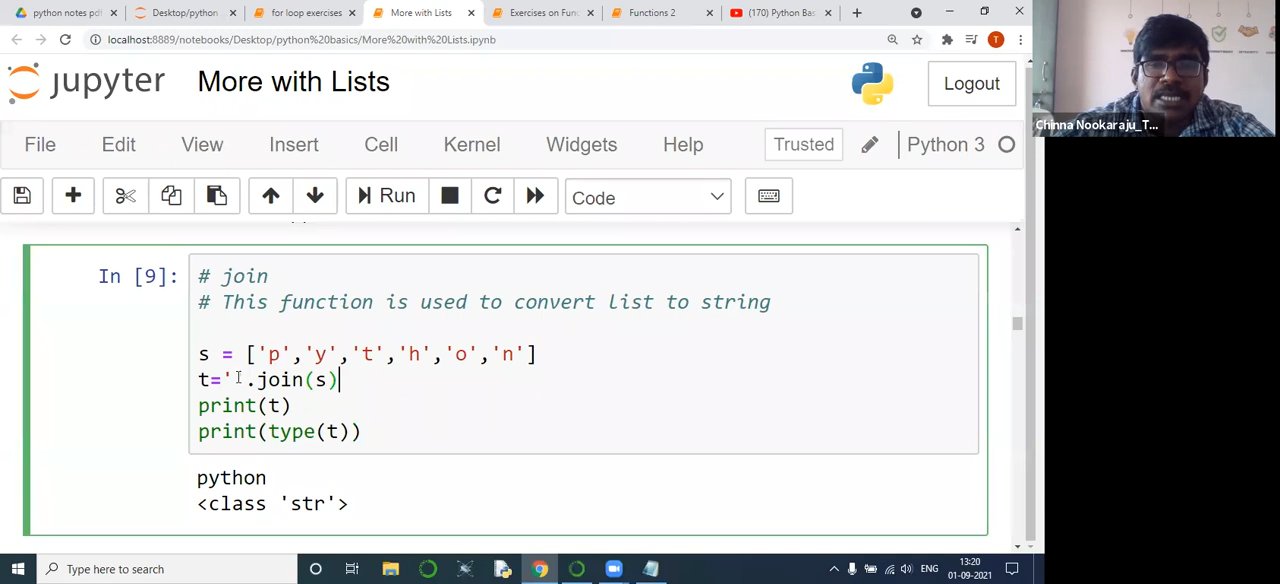 python notes pdf
Desktop/python
for loop exercises
More with Lists
Exercises on Fun
Functions 2
(170) Python Bas
localhost:8889/notebooks/Desktop/python%20basics/More%20with%20Lists.ipynb
T
jupyter More with Lists
Logout
File Edit View Insert Cell Kernel Widgets Help Trusted Python 3
Run Code
In [9]:
# join
# This function is used to convert list to string
s = ['p','y','t','h','o','n']
t=''.join(s)
print(t)
print(type(t))
python
<class 'str'>
Chinna Nookaraju_T...
Type here to search
ENG
13:20
01-09-2021